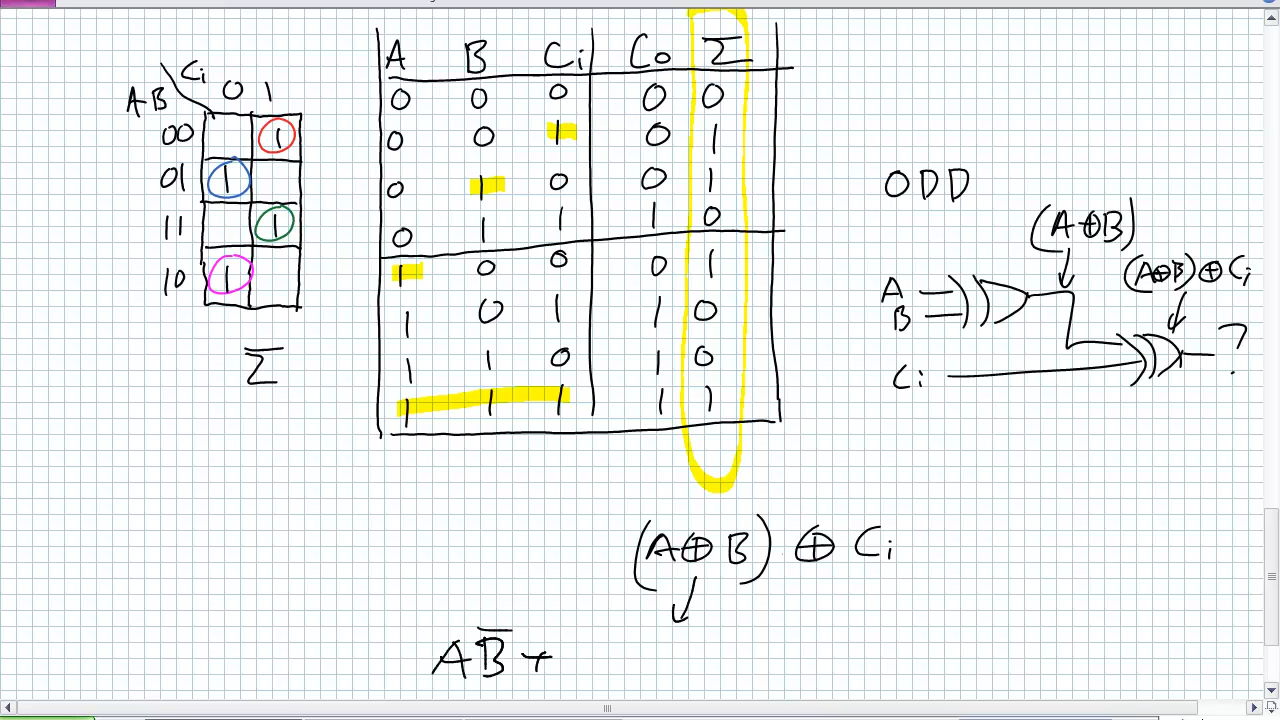 Ci
AB 0 1
00 1
01 1
11 1
10 1
Σ
A B Ci Co Σ
0 0 0 0 0
0 0 1 0 1
0 1 0 0 1
0 1 1 1 0
1 0 0 0 1
1 0 1 1 0
1 1 0 1 0
1 1 1 1 1
ODD
(A⊕B)
(A⊕B)⊕Ci
A
B
?
Ci
(A⊕B) ⊕ Ci
AB̅ +